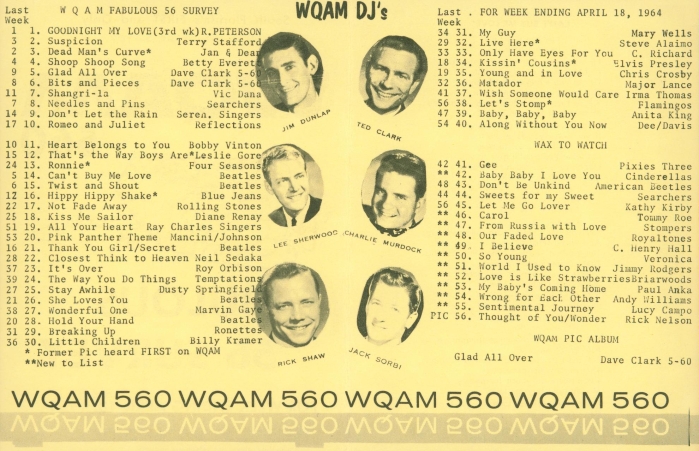 Last W Q A M FABULOUS 56 SURVEY
Week
1 1. GOODNIGHT MY LOVE(3rd wk)R.PETERSON
2 2. Suspicion Terry Stafford
3 3. Dead Man's Curve* Jan & Dean
4 4. Shoop Shoop Song Betty Everett
9 5. Glad All Over Dave Clark 5-60
8 6. Bits and Pieces Dave Clark 5-66
11 7. Shangri-la Vic Dana
7 8. Needles and Pins Searchers
14 9. Don't Let the Rain Seren. Singers
17 10. Romeo and Juliet Reflections
10 11. Heart Belongs to You Bobby Vinton
15 12. That's the Way Boys Are*Leslie Gore
24 13. Ronnie* Four Seasons
5 14. Can't Buy Me Love Beatles
6 15. Twist and Shout Beatles
12 16. Hippy Hippy Shake* Blue Jeans
22 17. Not Fade Away Rolling Stones
25 18. Kiss Me Sailor Diane Renay
51 19. All Your Heart Ray Charles Singers
53 20. Pink Panther Theme Mancini/Johnson
16 21. Thank You Girl/Secret Beatles
28 22. Closest Think to Heaven Neil Sedaka
37 23. It's Over Roy Orbison
39 24. The Way You Do Things Temptations
27 25. Stay Awhile Dusty Springfield
21 26. She Loves You Beatles
38 27. Wonderful One Marvin Gaye
20 28. Hold Your Hand Beatles
31 29. Breaking Up Ronettes
36 30. Little Children Billy Kramer
* Former Pic heard FIRST on WQAM
**New to List
WQAM DJ's
JIM DUNLAP
TED CLARK
LEE SHERWOOD
CHARLIE MURDOCK
RICK SHAW
JACK SORBI
Last . FOR WEEK ENDING APRIL 18, 1964
Week
34 31. My Guy Mary Wells
29 32. Live Here* Steve Alaimo
33 33. Only Have Eyes For You C. Richard
18 34. Kissin' Cousins* Elvis Presley
19 35. Young and in Love Chris Crosby
32 36. Matador Major Lance
41 37. Wish Someone Would Care Irma Thomas
56 38. Let's Stomp* Flamingos
47 39. Baby, Baby, Baby Anita King
54 40. Along Without You Now Dee/Davis
WAX TO WATCH
42 41. Gee Pixies Three
** 42. Baby Baby I Love You Cinderellas
48 43. Don't Be Unkind American Beetles
44 44. Sweets for my Sweet Searchers
56 45. Let Me Go Lover Kathy Kirby
** 46. Carol Tommy Roe
** 47. From Russia with Love Stompers
** 48. Our Faded Love Royaltones
** 49. I Believe C. Henry Hall
** 50. So Young Veronica
** 51. World I Used to Know Jimmy Rodgers
** 52. Love is Like StrawberriesBriarwoods
** 53. My Baby's Coming Home Paul Anka
** 54. Wrong for Each Other Andy Williams
** 55. Sentimental Journey Lucy Campo
PIC 56. Thought of You/Wonder Rick Nelson
WQAM PIC ALBUM
Glad All Over Dave Clark 5-60
WQAM 560 WQAM 560 WQAM 560 WQAM 560
WQAM 560 WQAM 560 WQAM 560 WQAM 560